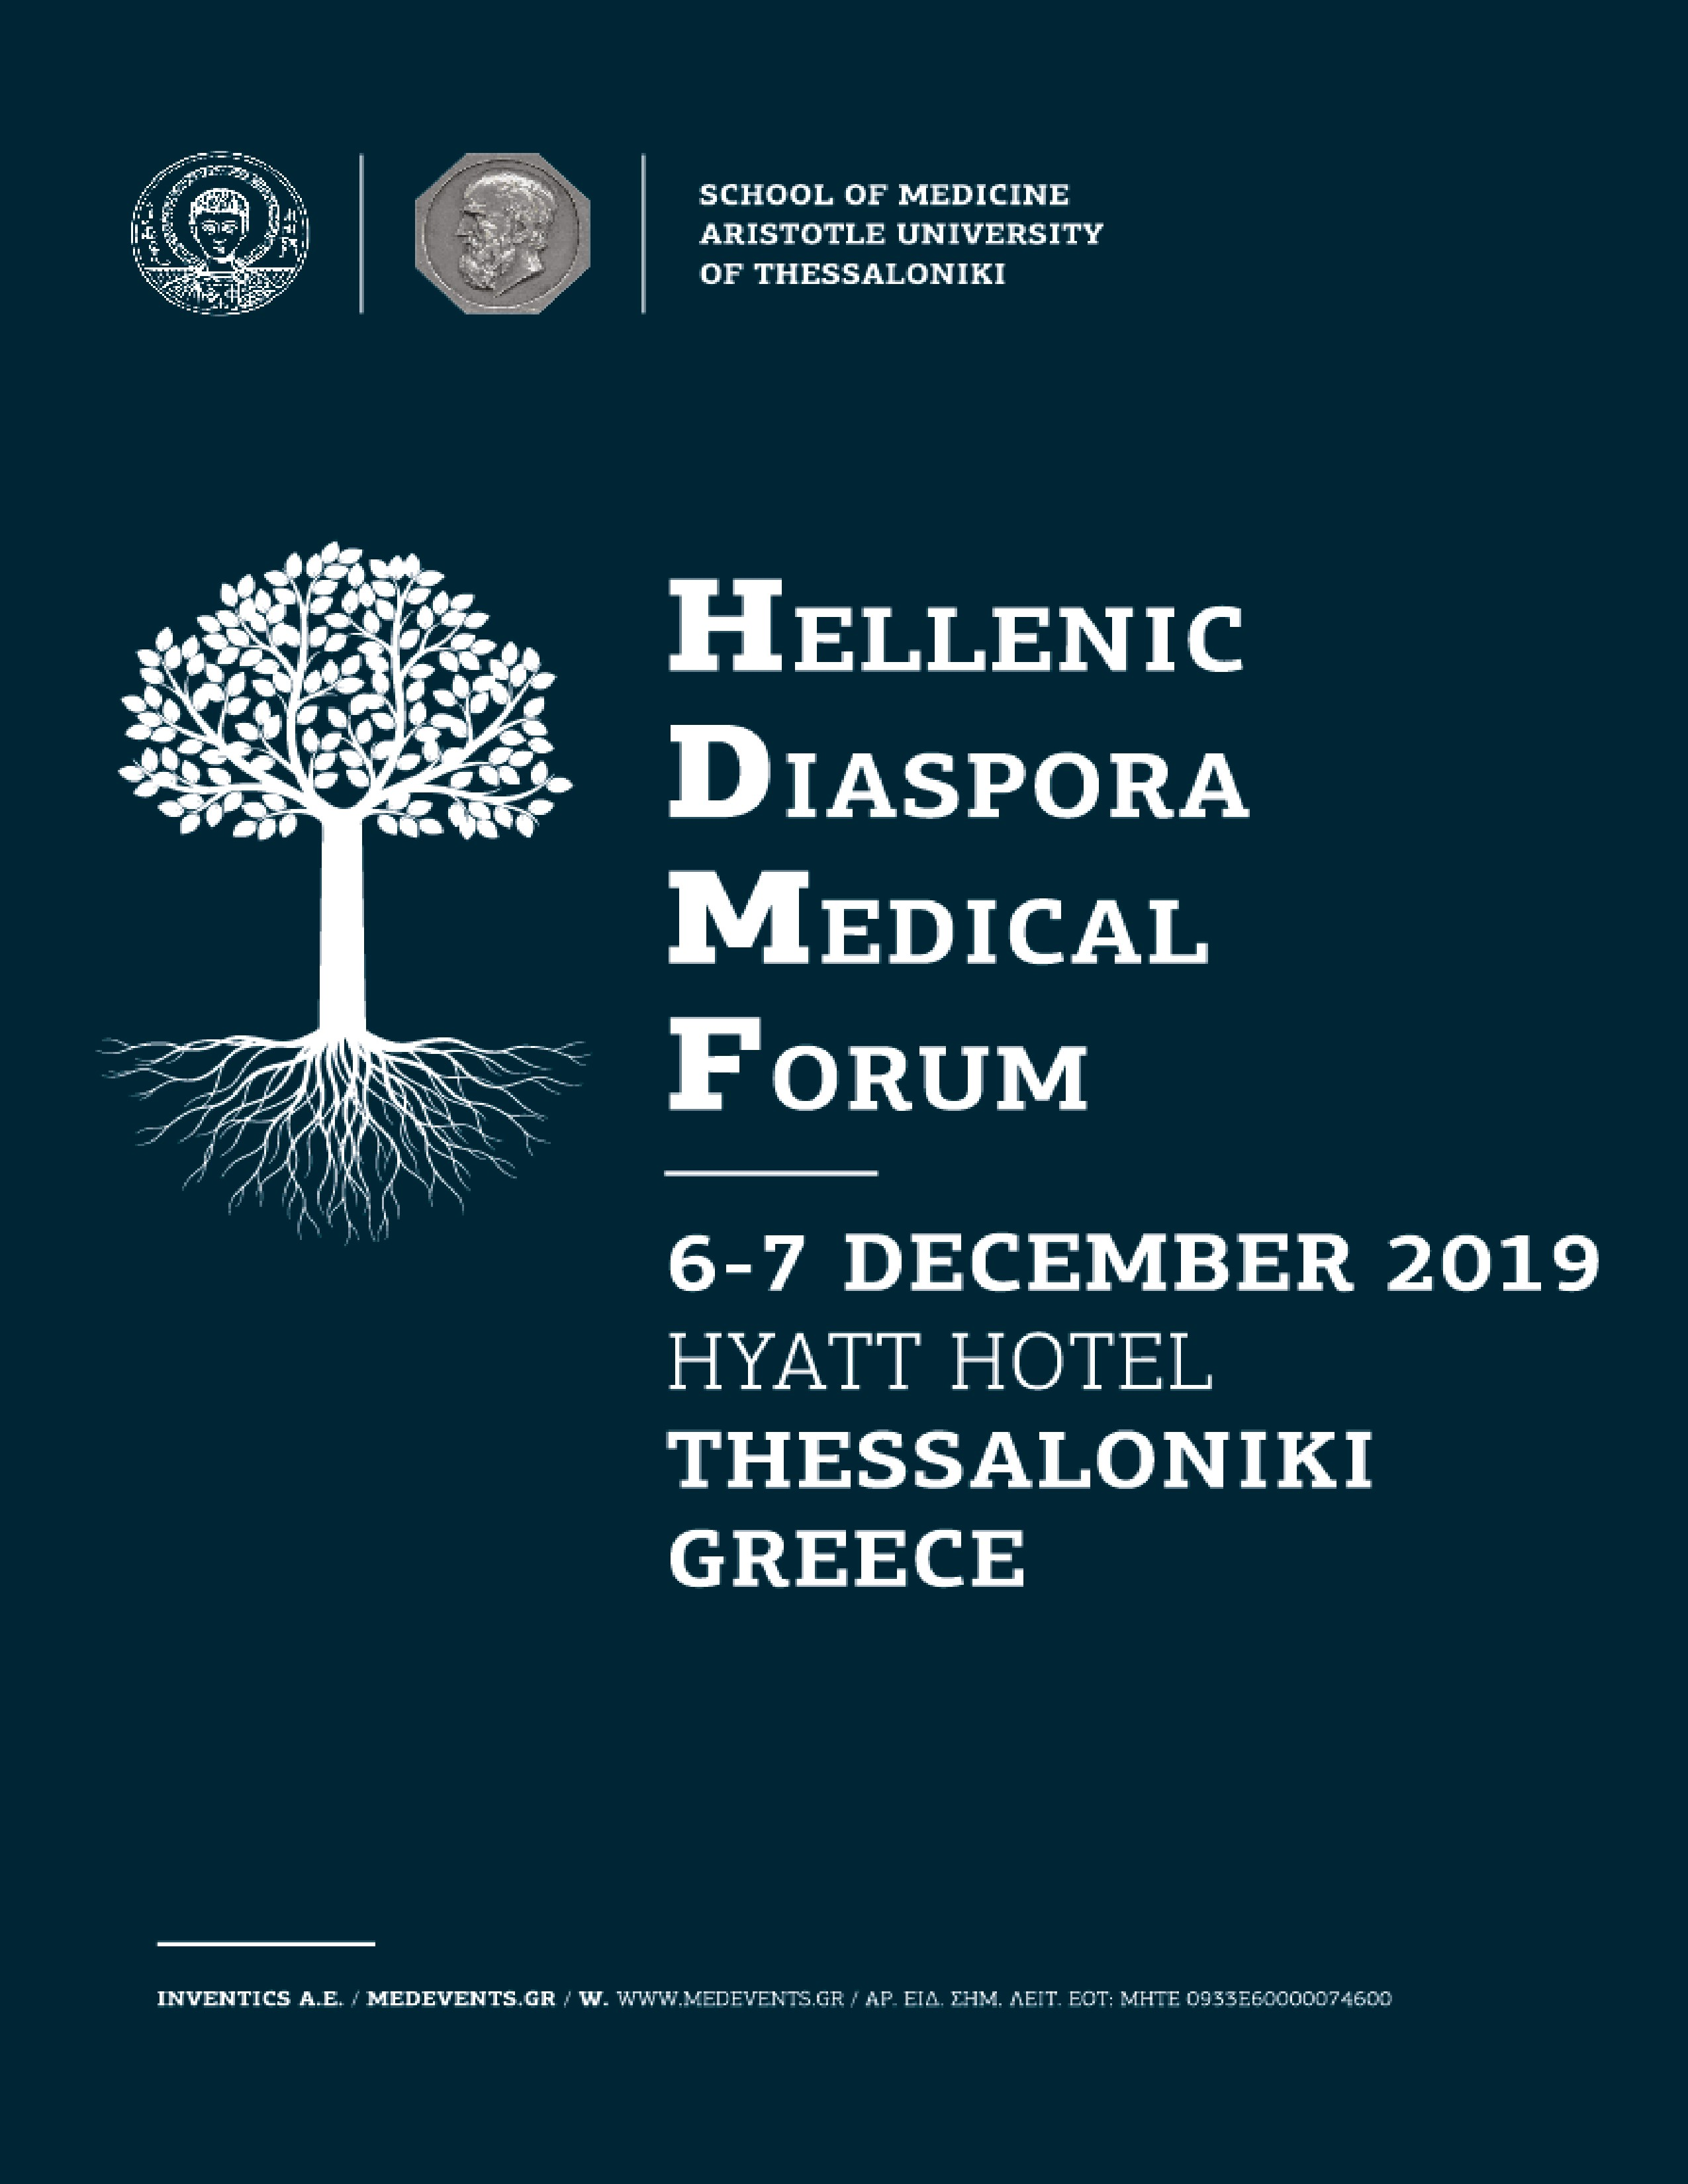 SCHOOL OF MEDICINE
ARISTOTLE UNIVERSITY
OF THESSALONIKI
HELLENIC
DIASPORA
MEDICAL
FORUM
6-7 DECEMBER 2019
HYATT HOTEL
THESSALONIKI
GREECE
INVENTICS A.E. / MEDEVENTS.GR / W. WWW.MEDEVENTS.GR / ΑΡ. ΕΙΔ. ΣΗΜ. ΛΕΙΤ. ΕΟΤ: ΜΗΤΕ 0933Ε60000074600